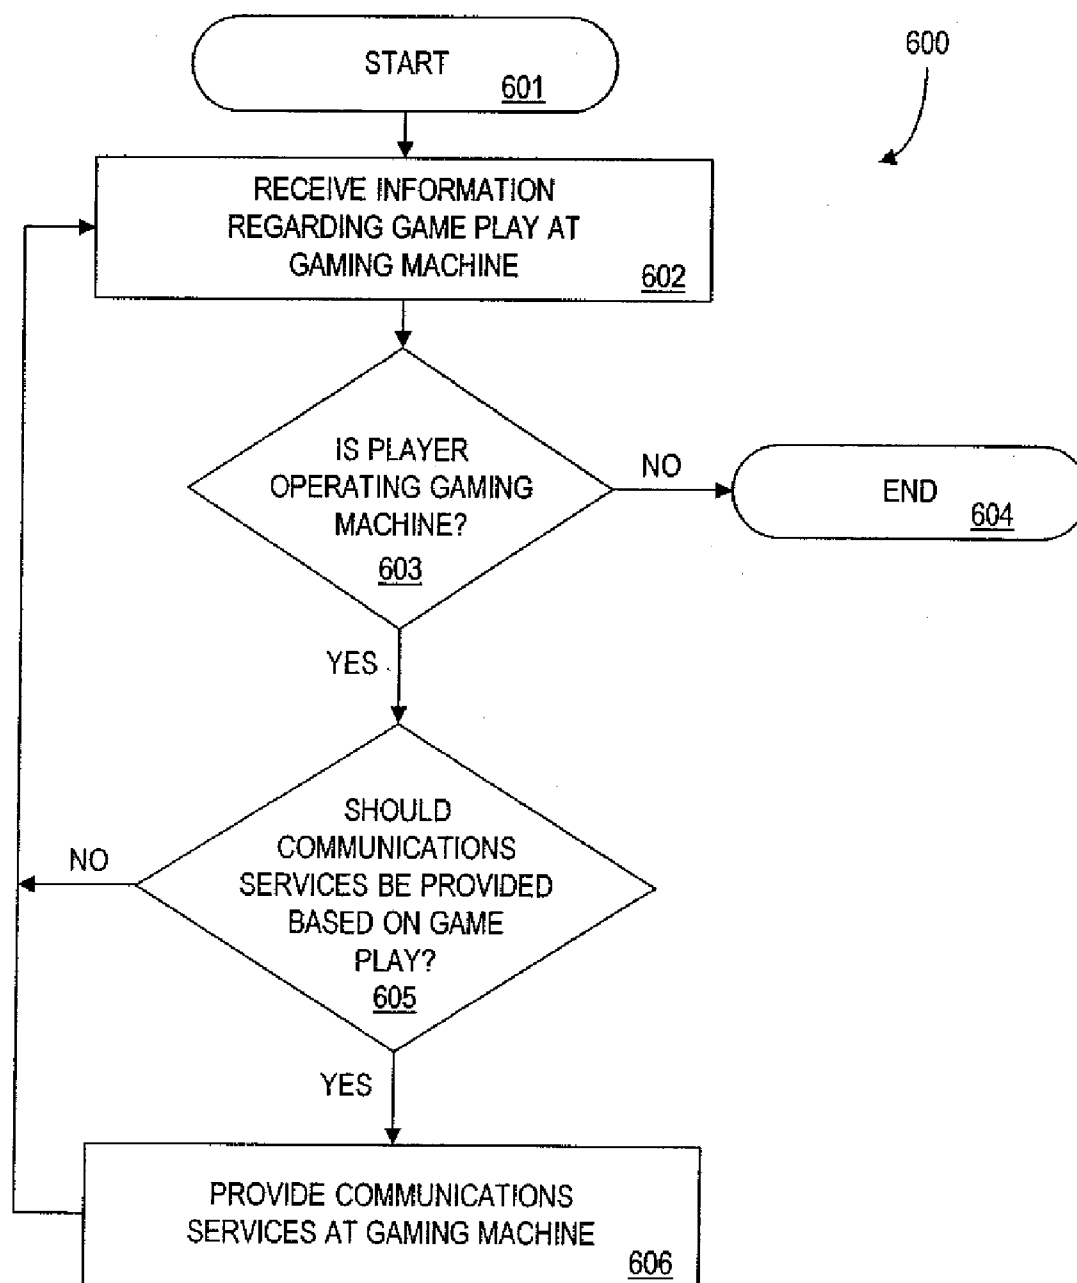 600
START
601
RECEIVE INFORMATION
REGARDING GAME PLAY AT
GAMING MACHINE
602
IS PLAYER
OPERATING GAMING
MACHINE?
603
NO
END
604
YES
SHOULD
COMMUNICATIONS
SERVICES BE PROVIDED
BASED ON GAME
PLAY?
605
NO
YES
PROVIDE COMMUNICATIONS
SERVICES AT GAMING MACHINE
606